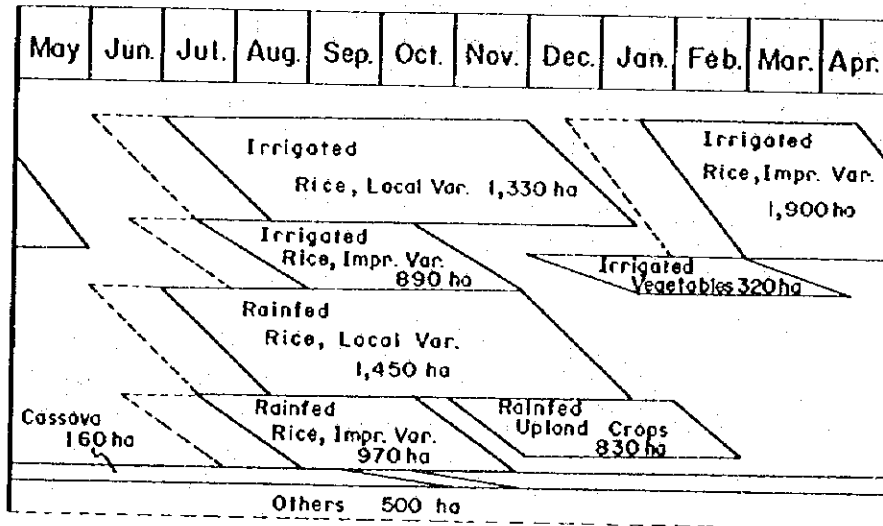 May Jun. Jul. Aug. Sep. Oct. Nov. Dec. Jan. Feb. Mar. Apr.
Irrigated
Rice, Local Var. 1,330 ha
Irrigated
Rice, Impr. Var.
1,900 ha
Irrigated
Rice, Impr. Var.
890 ha
Irrigated
Vegetables 320 ha
Rainfed
Rice, Local Var.
1,450 ha
Cassava
160 ha
Rainfed
Rice, Impr. Var.
970 ha
Rainfed
Upland Crops
830 ha
Others 500 ha